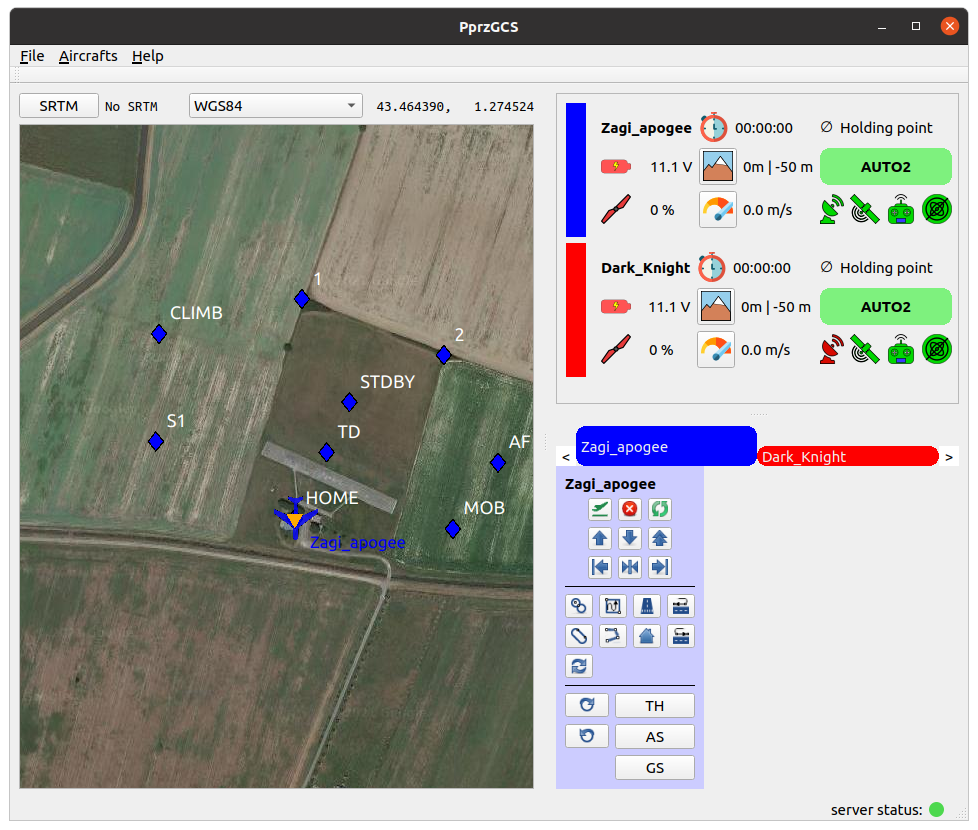 PprzGCS
File Aircrafts Help
SRTM No SRTM WGS84 43.464390, 1.274524
1
CLIMB
2
STDBY
S1
TD
AF
HOME
MOB
Zagi_apogee
Zagi_apogee 00:00:00 ∅ Holding point
11.1 V 0m | -50 m AUTO2
0 % 0.0 m/s
Dark_Knight 00:00:00 ∅ Holding point
11.1 V 0m | -50 m AUTO2
0 % 0.0 m/s
< Zagi_apogee Dark_Knight >
Zagi_apogee
TH
AS
GS
server status: